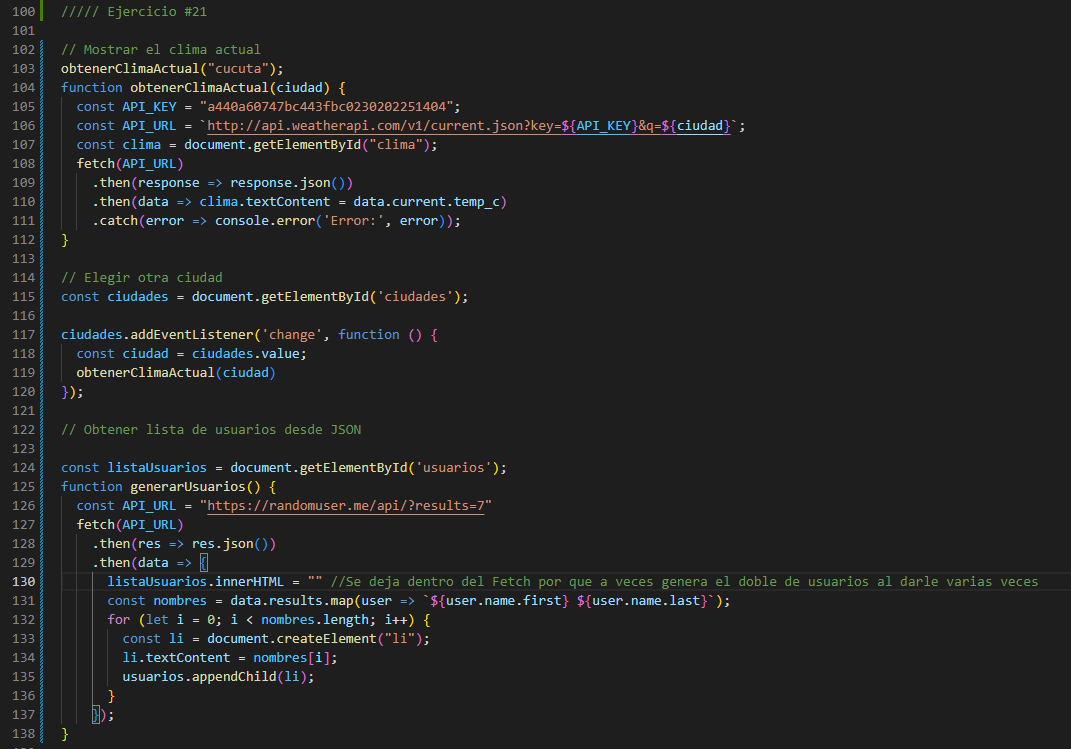 100 ///// Ejercicio #21
101
102 // Mostrar el clima actual
103 obtenerClimaActual("cucuta");
104 function obtenerClimaActual(ciudad) {
105   const API_KEY = "a440a60747bc443fbc0230202251404";
106   const API_URL = `http://api.weatherapi.com/v1/current.json?key=${API_KEY}&q=${ciudad}`;
107   const clima = document.getElementById("clima");
108   fetch(API_URL)
109     .then(response => response.json())
110     .then(data => clima.textContent = data.current.temp_c)
111     .catch(error => console.error('Error:', error));
112 }
113
114 // Elegir otra ciudad
115 const ciudades = document.getElementById('ciudades');
116
117 ciudades.addEventListener('change', function () {
118   const ciudad = ciudades.value;
119   obtenerClimaActual(ciudad)
120 });
121
122 // Obtener lista de usuarios desde JSON
123
124 const listaUsuarios = document.getElementById('usuarios');
125 function generarUsuarios() {
126   const API_URL = "https://randomuser.me/api/?results=7"
127   fetch(API_URL)
128     .then(res => res.json())
129     .then(data => {
130       listaUsuarios.innerHTML = "" //Se deja dentro del Fetch por que a veces genera el doble de usuarios al darle varias veces
131       const nombres = data.results.map(user => `${user.name.first} ${user.name.last}`);
132       for (let i = 0; i < nombres.length; i++) {
133         const li = document.createElement("li");
134         li.textContent = nombres[i];
135         usuarios.appendChild(li);
136       }
137     });
138 }